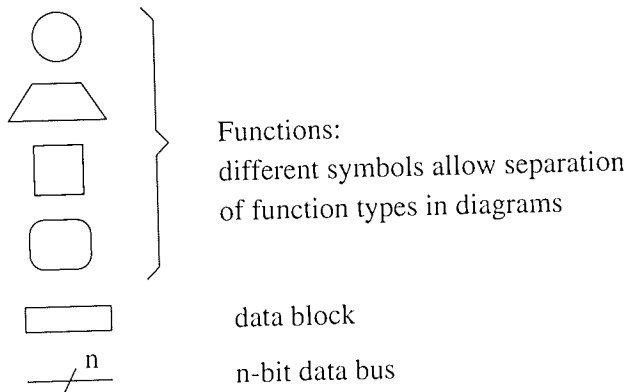 Functions:
different symbols allow separation
of function types in diagrams
data block
n
n-bit data bus